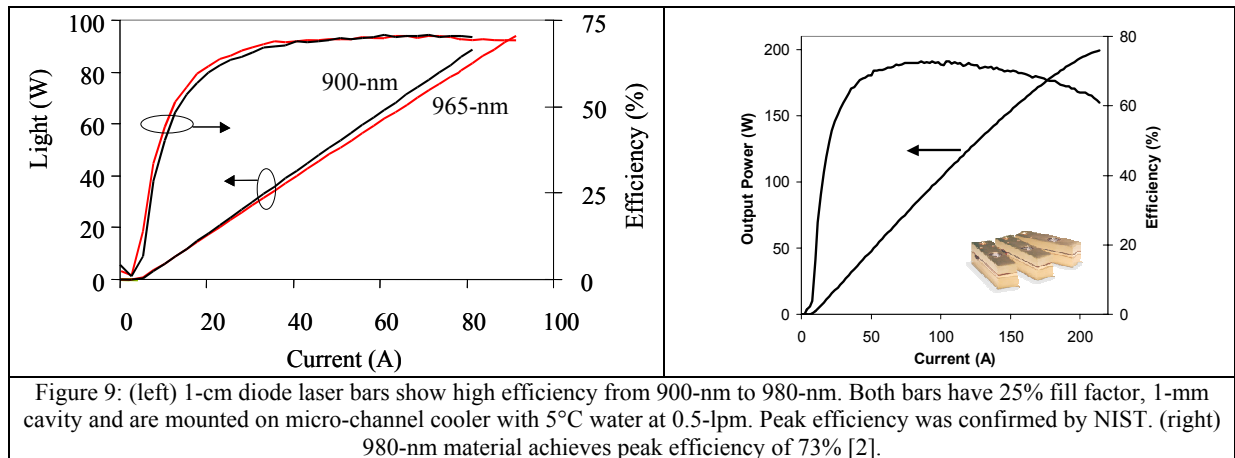 100
80
60
40
20
0
Light (W)
75
50
25
0
Efficiency (%)
900-nm
965-nm
0 20 40 60 80 100
Current (A)
200
150
100
50
0
Output Power (W)
80
60
40
20
0
Efficiency (%)
0 50 100 150 200
Current (A)
Figure 9: (left) 1-cm diode laser bars show high efficiency from 900-nm to 980-nm. Both bars have 25% fill factor, 1-mm
cavity and are mounted on micro-channel cooler with 5°C water at 0.5-lpm. Peak efficiency was confirmed by NIST. (right)
980-nm material achieves peak efficiency of 73% [2].